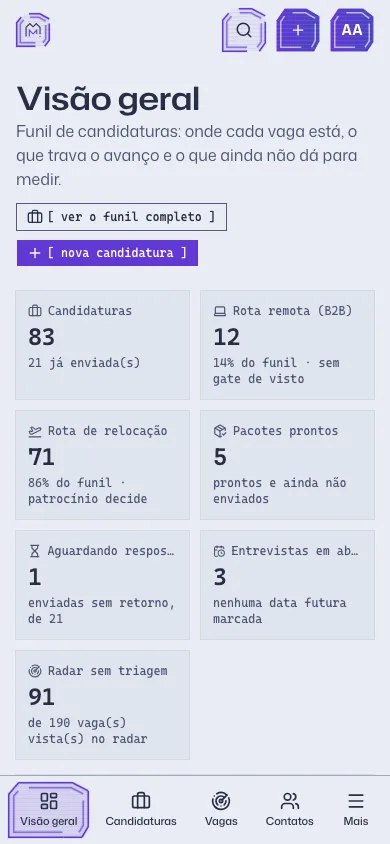 AA
Visão geral
Funil de candidaturas: onde cada vaga está, o
que trava o avanço e o que ainda não dá para
medir.
[ ver o funil completo ]
[ nova candidatura ]
Candidaturas
83
21 já enviada(s)
Rota remota (B2B)
12
14% do funil · sem
gate de visto
Rota de relocação
71
86% do funil ·
patrocínio decide
Pacotes prontos
5
prontos e ainda não
enviados
Aguardando respos…
1
enviadas sem retorno,
de 21
Entrevistas em ab…
3
nenhuma data futura
marcada
Radar sem triagem
91
de 190 vaga(s)
vista(s) no radar
Visão geral
Candidaturas
Vagas
Contatos
Mais